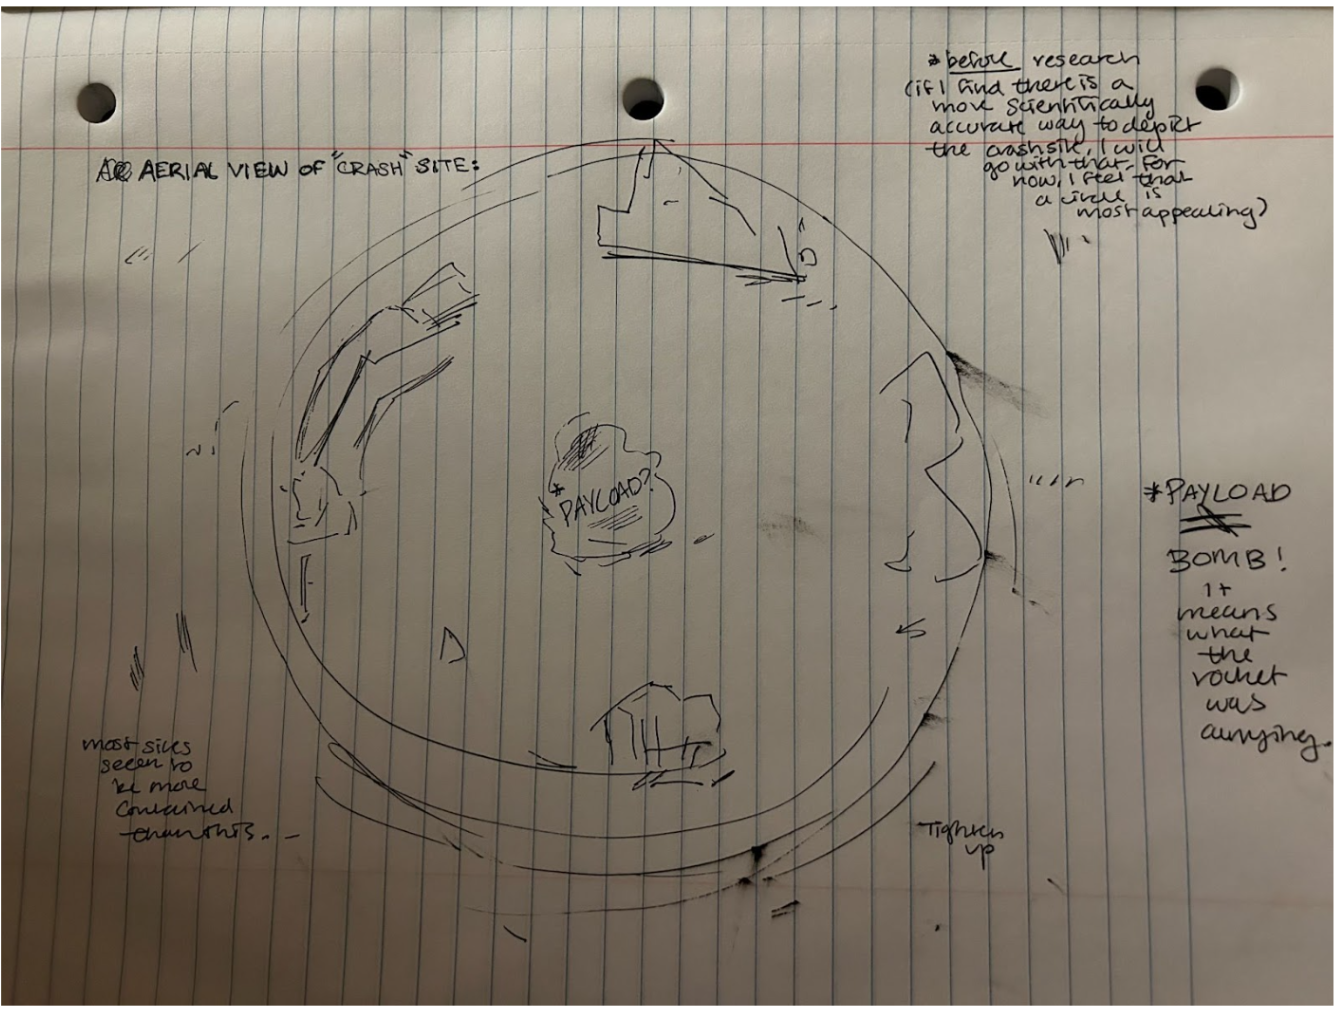 AERIAL VIEW OF "CRASH" SITE:
* before research
(if I find there is a
more scientifically
accurate way to depict
the crash site, I will
go with that. For
now, I feel that
a circle is
most appealing)
* PAYLOAD?
* PAYLOAD
BOMB!
it
means
what
the
rocket
was
carrying.
most sites
seem to
be more
contained
than this...
Tighten
up